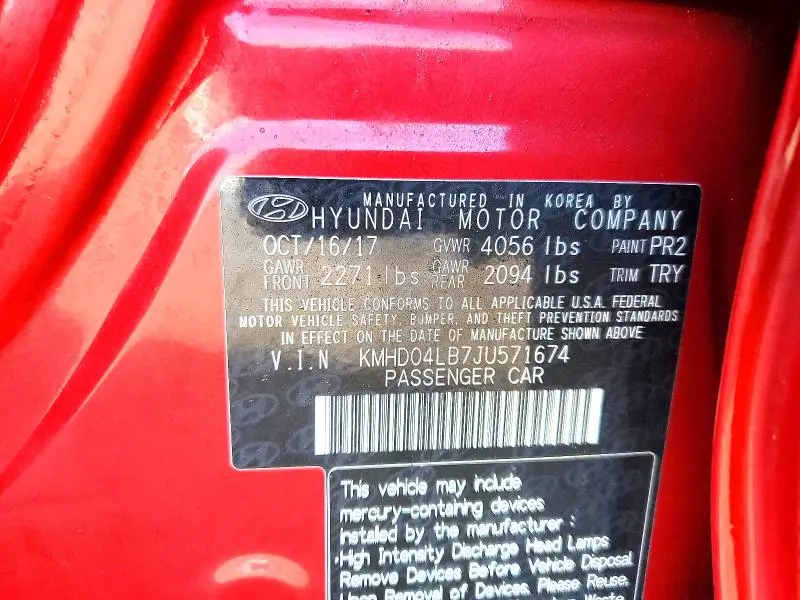 MANUFACTURED IN KOREA BY
HYUNDAI MOTOR COMPANY
OCT/16/17 GVWR 4056 lbs PAINT PR2
GAWR FRONT 2271 lbs GAWR REAR 2094 lbs TRIM TRY
THIS VEHICLE CONFORMS TO ALL APPLICABLE U.S.A. FEDERAL
MOTOR VEHICLE SAFETY, BUMPER, AND THEFT PREVENTION STANDARDS
IN EFFECT ON THE DATE OF MANUFACTURE SHOWN ABOVE
V.I.N KMHD04LB7JU571674
PASSENGER CAR
This vehicle may include
mercury-containing devices
installed by the manufacturer :
•High Intensity Discharge Head Lamps
Remove Devices Before Vehicle Disposal
Upon Removal of Devices, Please Reuse,
Waste